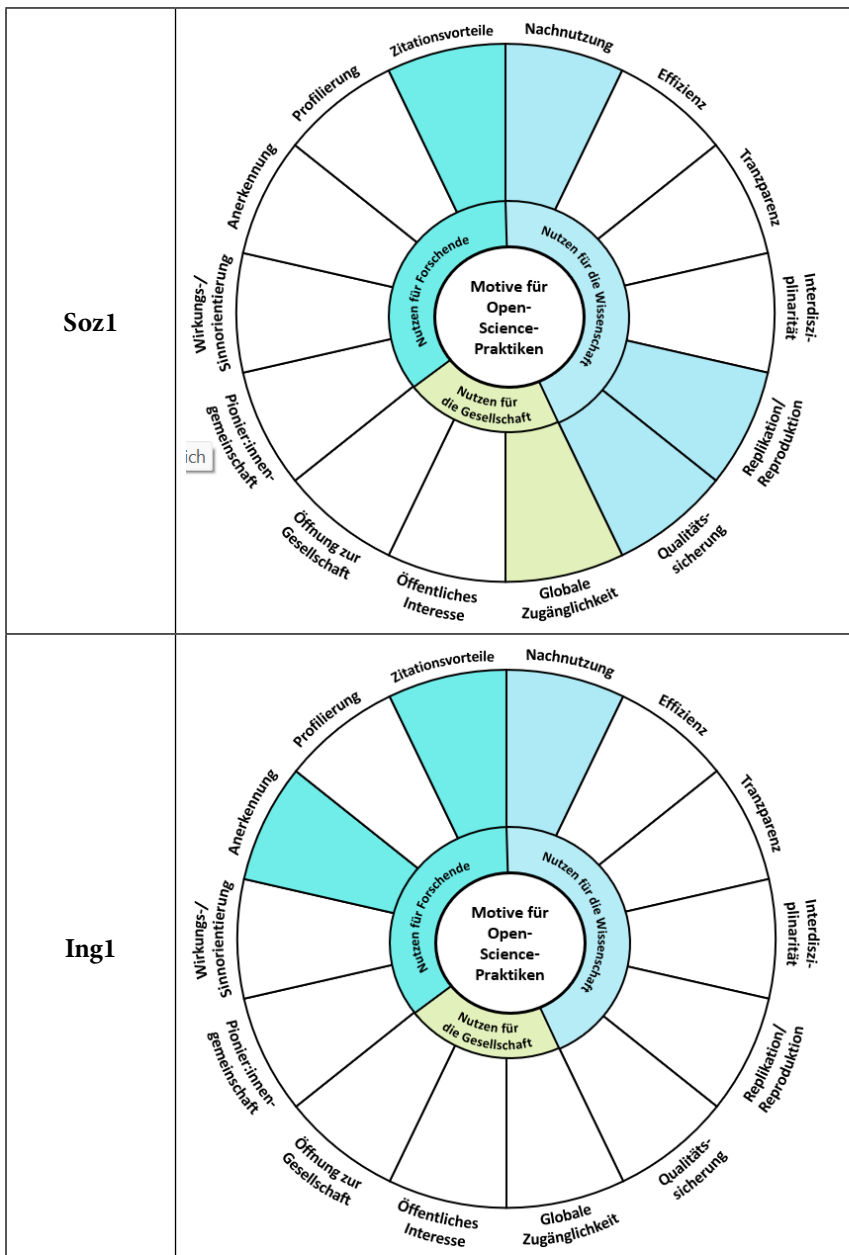 Soz1
Zitationsvorteile
Nachnutzung
Effizienz
Tranzparenz
Interdiszi-
plinarität
Replikation/
Reproduktion
Qualitäts-
sicherung
Globale
Zugänglichkeit
Öffentliches
Interesse
Öffnung zur
Gesellschaft
Pionier:innen-
gemeinschaft
Wirkungs-/
Sinnorientierung
Anerkennung
Profilierung
Nutzen für Forschende
Nutzen für die Wissenschaft
Nutzen für
die Gesellschaft
Motive für
Open-
Science-
Praktiken
ich
Ing1
Zitationsvorteile
Nachnutzung
Effizienz
Tranzparenz
Interdiszi-
plinarität
Replikation/
Reproduktion
Qualitäts-
sicherung
Globale
Zugänglichkeit
Öffentliches
Interesse
Öffnung zur
Gesellschaft
Pionier:innen-
gemeinschaft
Wirkungs-/
Sinnorientierung
Anerkennung
Profilierung
Nutzen für Forschende
Nutzen für die Wissenschaft
Nutzen für
die Gesellschaft
Motive für
Open-
Science-
Praktiken